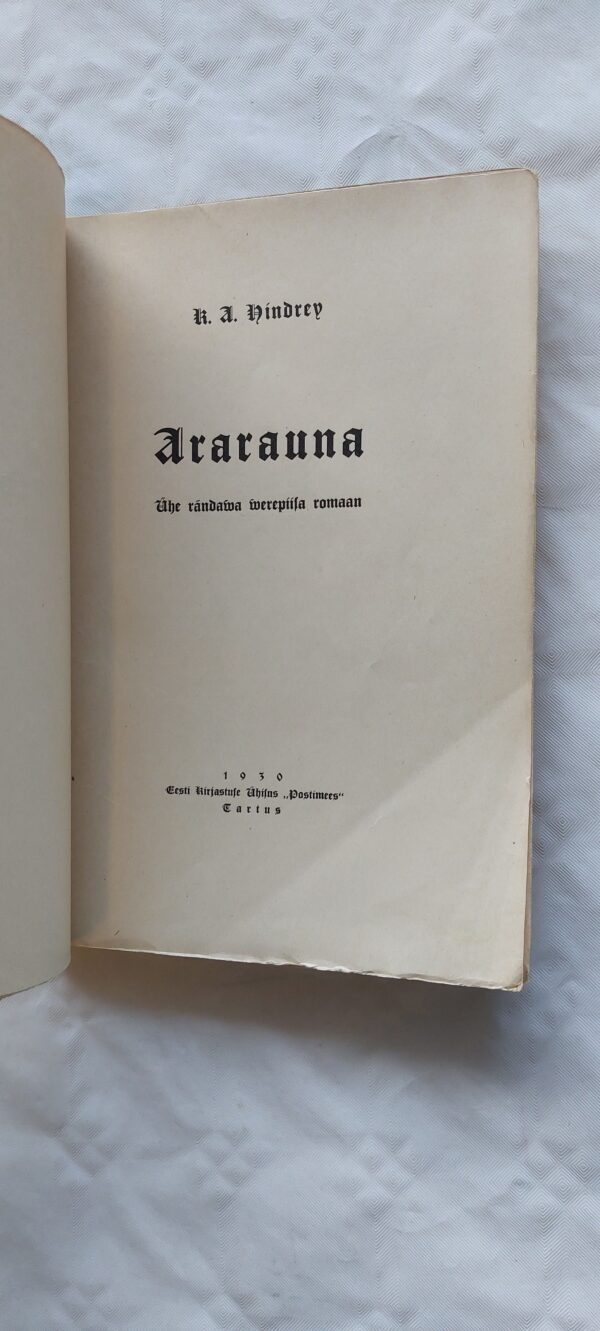 K. A. Hindrey
Ararauna
Ühe rändawa werepiisa romaan
1930
Eesti Kirjastuse Ühisus „Postimees“
Tartus